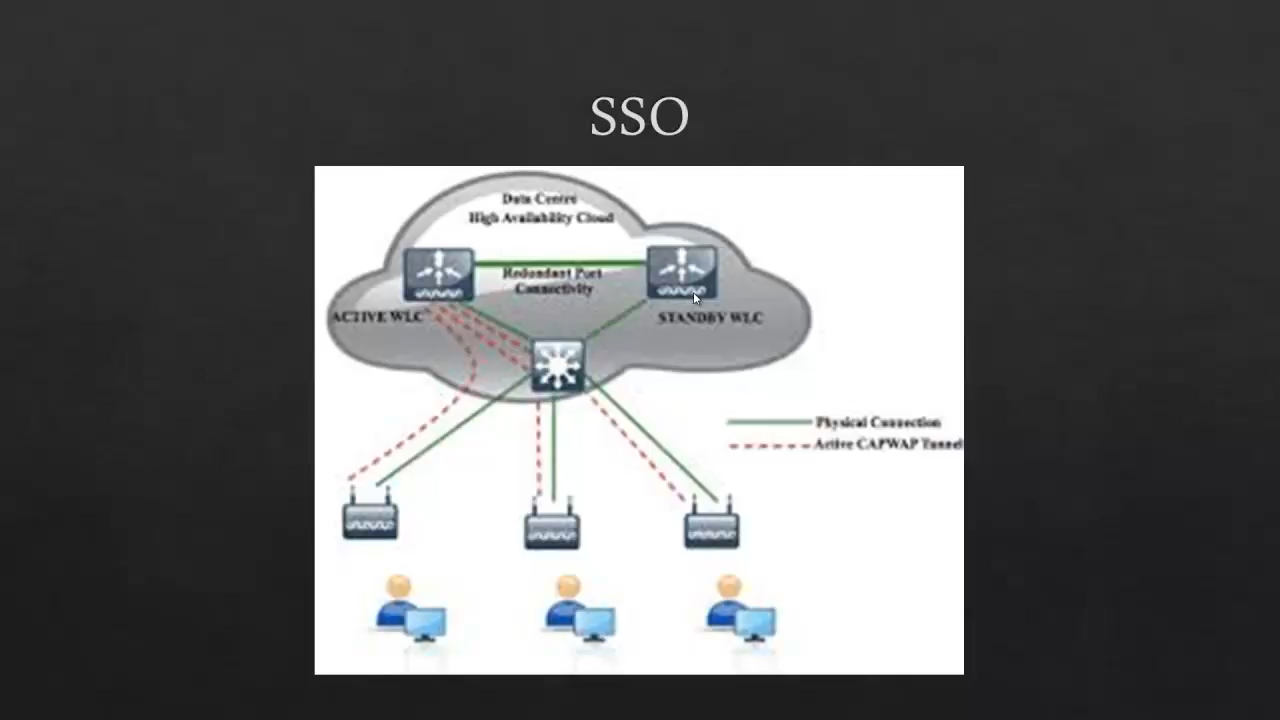 SSO
Data Centre
High Availability Cloud
Redundant Port
Connectivity
ACTIVE WLC
STANDBY WLC
Physical Connection
Active CAPWAP Tunnel